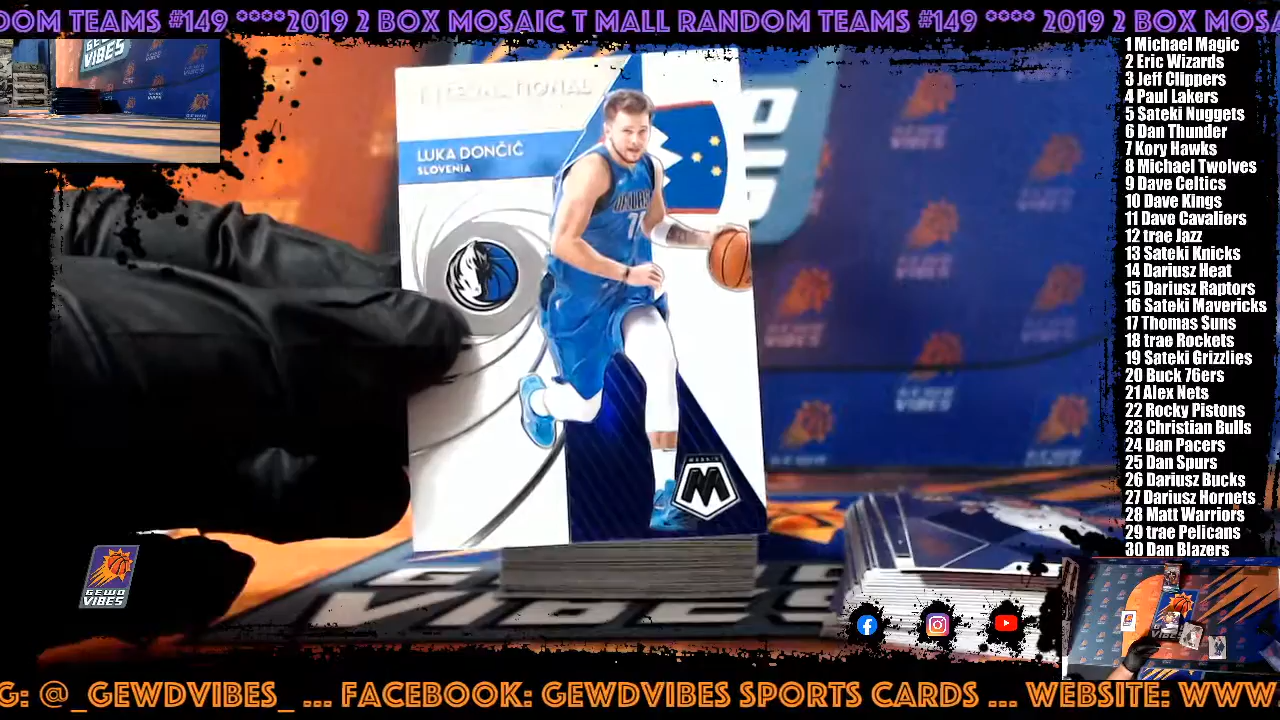 DOM TEAMS #149 ****2019 2 BOX MOSAIC T MALL RANDOM TEAMS #149 **** 2019 2 BOX MOSA
1 Michael Magic
2 Eric Wizards
3 Jeff Clippers
4 Paul Lakers
5 Sateki Nuggets
6 Dan Thunder
7 Kory Hawks
8 Michael Twolves
9 Dave Celtics
10 Dave Kings
11 Dave Cavaliers
12 trae Jazz
13 Sateki Knicks
14 Dariusz Heat
15 Dariusz Raptors
16 Sateki Mavericks
17 Thomas Suns
18 trae Rockets
19 Sateki Grizzlies
20 Buck 76ers
21 Alex Nets
22 Rocky Pistons
23 Christian Bulls
24 Dan Pacers
25 Dan Spurs
26 Dariusz Bucks
27 Dariusz Hornets
28 Matt Warriors
29 trae Pelicans
30 Dan Blazers
LUKA DONČIĆ
SLOVENIA
DALLAS
MOSAIC
M
GEWD
VIBES
G: @_GEWDVIBES_ ... FACEBOOK: GEWDVIBES SPORTS CARDS ... WEBSITE: WWW